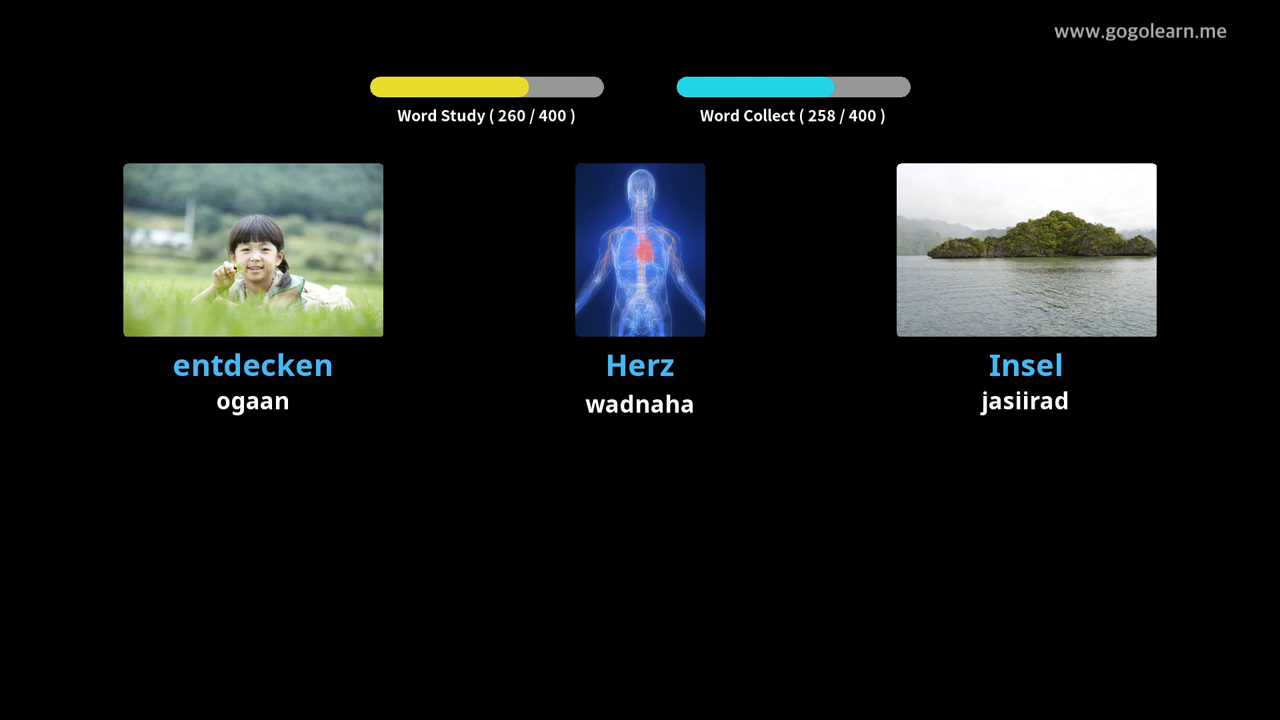 www.gogolearn.me
Word Study ( 260 / 400 )
Word Collect ( 258 / 400 )
entdecken
ogaan
Herz
wadnaha
Insel
jasiirad